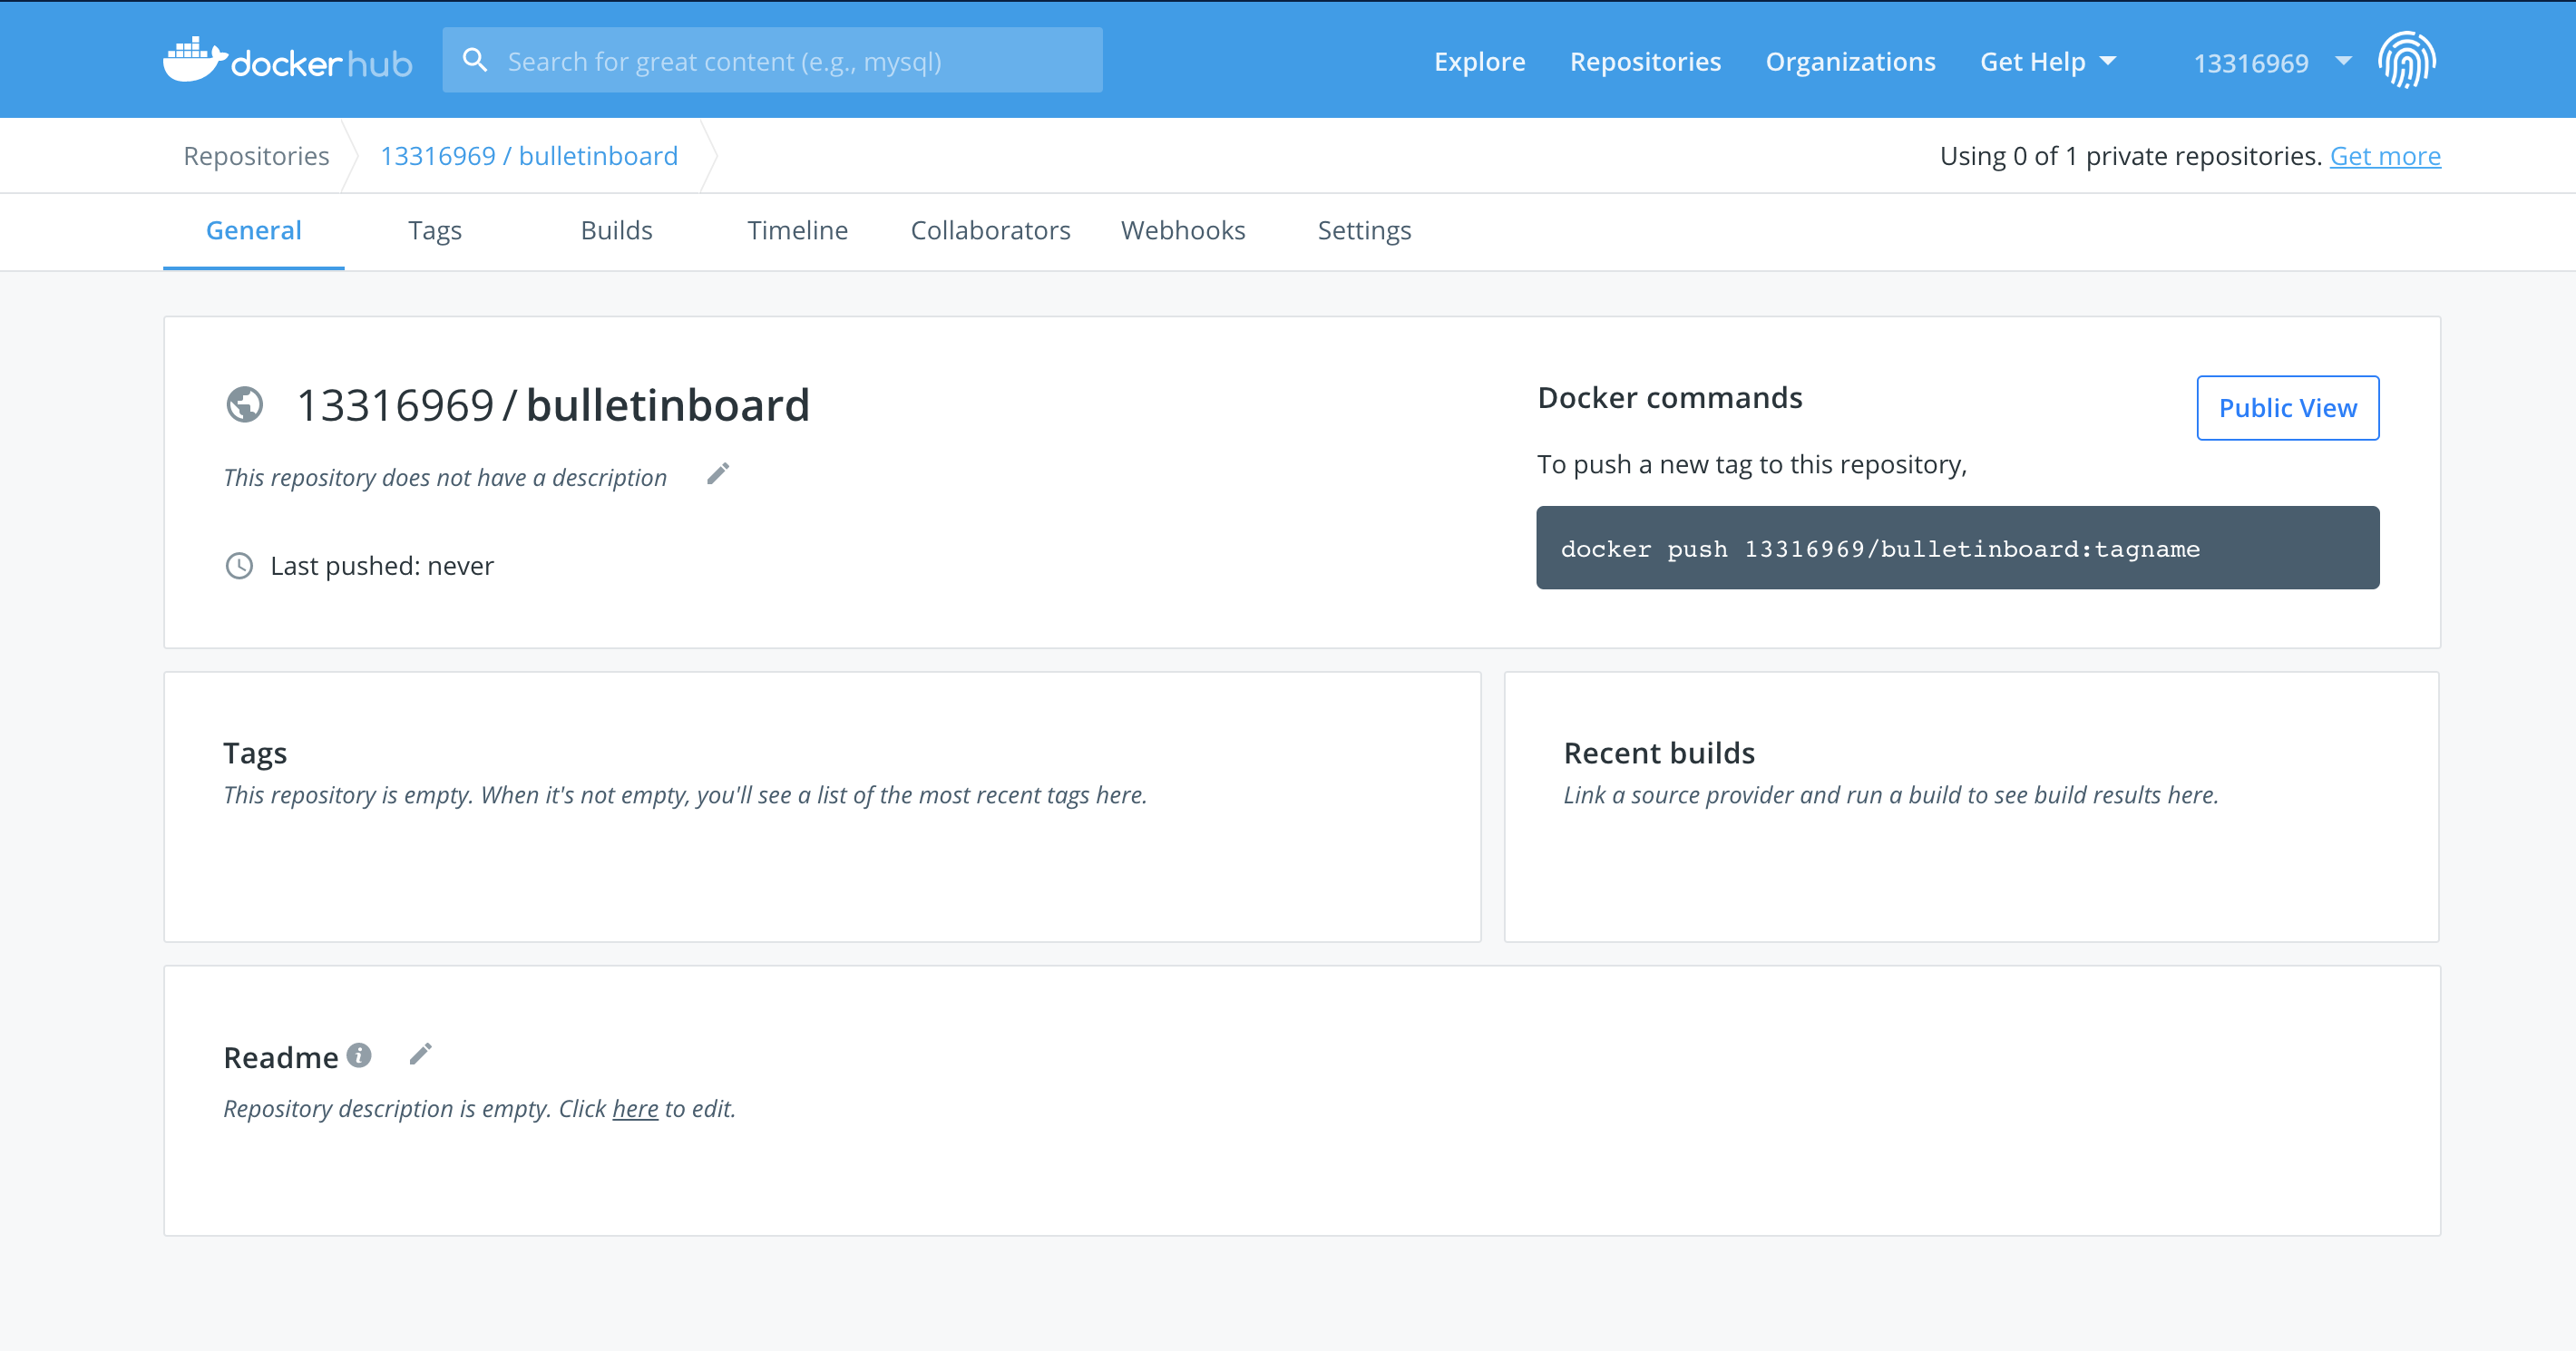 dockerhub
Search for great content (e.g., mysql)
Explore
Repositories
Organizations
Get Help
13316969
Repositories
13316969 / bulletinboard
Using 0 of 1 private repositories. Get more
General
Tags
Builds
Timeline
Collaborators
Webhooks
Settings
13316969 / bulletinboard
This repository does not have a description
Last pushed: never
Docker commands
Public View
To push a new tag to this repository,
docker push 13316969/bulletinboard:tagname
Tags
This repository is empty. When it's not empty, you'll see a list of the most recent tags here.
Recent builds
Link a source provider and run a build to see build results here.
Readme
Repository description is empty. Click here to edit.